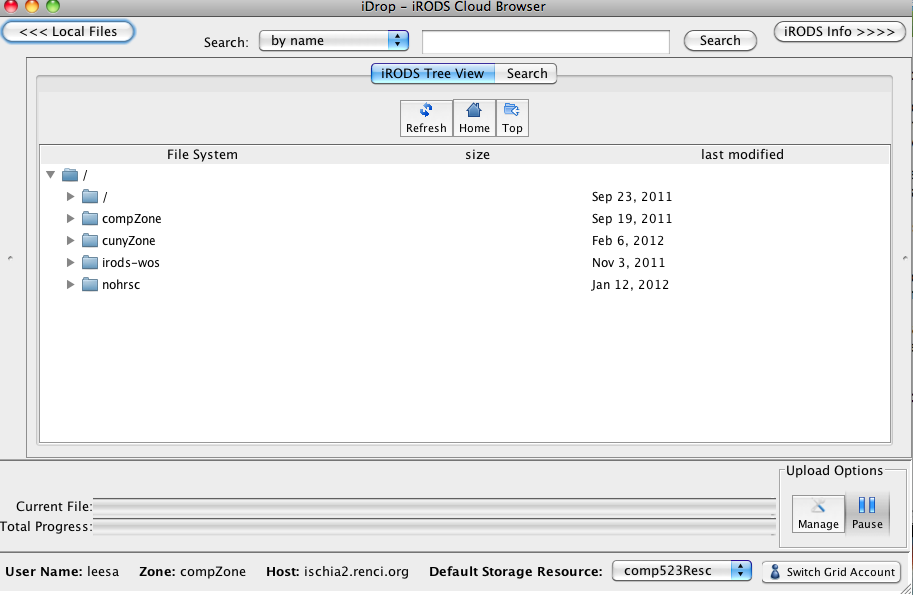 iDrop – iRODS Cloud Browser
<<< Local Files
Search: by name Search
iRODS Info >>>>
iRODS Tree View Search
Refresh Home Top
File System size last modified
/
/ Sep 23, 2011
compZone Sep 19, 2011
cunyZone Feb 6, 2012
irods-wos Nov 3, 2011
nohrsc Jan 12, 2012
Upload Options
Current File:
Total Progress:
Manage Pause
User Name: leesa Zone: compZone Host: ischia2.renci.org Default Storage Resource: comp523Resc Switch Grid Account